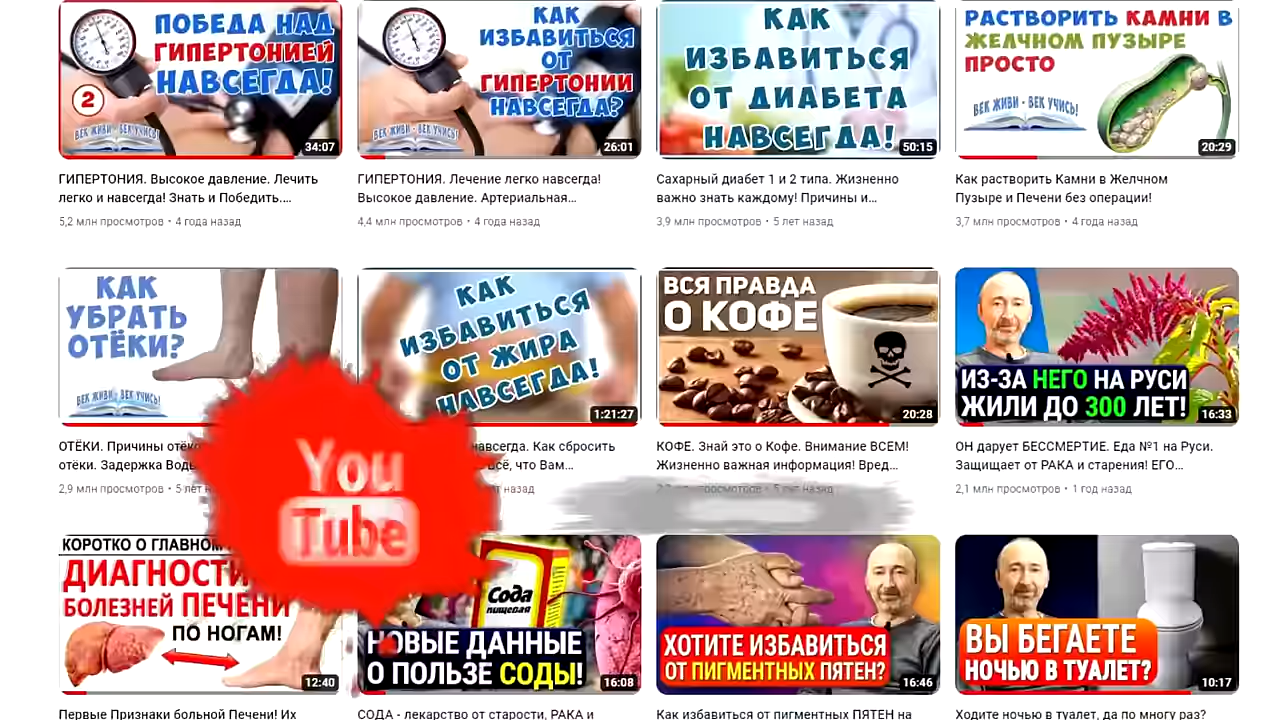 ПОБЕДА НАД
ГИПЕРТОНИЕЙ
НАВСЕГДА!
2
ВЕК ЖИВИ - ВЕК УЧИСЬ!
34:07
ГИПЕРТОНИЯ. Высокое давление. Лечить
легко и навсегда! Знать и Победить....
5,2 млн просмотров • 4 года назад
КАК
ИЗБАВИТЬСЯ
ОТ
ГИПЕРТОНИИ
НАВСЕГДА?
ВЕК ЖИВИ - ВЕК УЧИСЬ!
26:01
ГИПЕРТОНИЯ. Лечение легко навсегда!
Высокое давление. Артериальная...
4,4 млн просмотров • 4 года назад
КАК
ИЗБАВИТЬСЯ
ОТ ДИАБЕТА
НАВСЕГДА!
50:15
Сахарный диабет 1 и 2 типа. Жизненно
важно знать каждому! Причины и...
3,9 млн просмотров • 5 лет назад
РАСТВОРИТЬ КАМНИ В
ЖЕЛЧНОМ ПУЗЫРЕ
ПРОСТО
ВЕК ЖИВИ - ВЕК УЧИСЬ!
20:29
Как растворить Камни в Желчном
Пузыре и Печени без операции!
3,7 млн просмотров • 4 года назад
КАК
УБРАТЬ
ОТЁКИ?
ВЕК ЖИВИ - ВЕК УЧИСЬ!
ОТЁКИ. Причины
отёки. Задержка
2,9 млн просмотров • 5 лет
КАК
ИЗБАВИТЬСЯ
ОТ ЖИРА
НАВСЕГДА!
1:21:27
навсегда. Как сбросить
что Вам...
назад
ВСЯ ПРАВДА
О КОФЕ
20:28
КОФЕ. Знай это о Кофе. Внимание ВСЕМ!
Жизненно важная информация! Вред...
просмотров • 5 лет назад
ИЗ-ЗА НЕГО НА РУСИ
ЖИЛИ ДО 300 ЛЕТ!
16:33
ОН дарует БЕССМЕРТИЕ. Еда №1 на Руси.
Защищает от РАКА и старения! ЕГО...
2,1 млн просмотров • 1 год назад
You
Tube
КОРОТКО О ГЛАВНОМ
ДИАГНОСТИ
БОЛЕЗНЕЙ ПЕЧЕНИ
ПО НОГАМ!
12:40
Первые Признаки больной Печени! Их
Сода
пищевая
НОВЫЕ ДАННЫЕ
О ПОЛЬЗЕ СОДЫ!
16:08
СОДА - лекарство от старости, РАКА и
ХОТИТЕ ИЗБАВИТЬСЯ
ОТ ПИГМЕНТНЫХ ПЯТЕН?
16:46
Как избавиться от пигментных ПЯТЕН на
ВЫ БЕГАЕТЕ
НОЧЬЮ В ТУАЛЕТ?
10:17
Ходите ночью в туалет, да по многу раз?